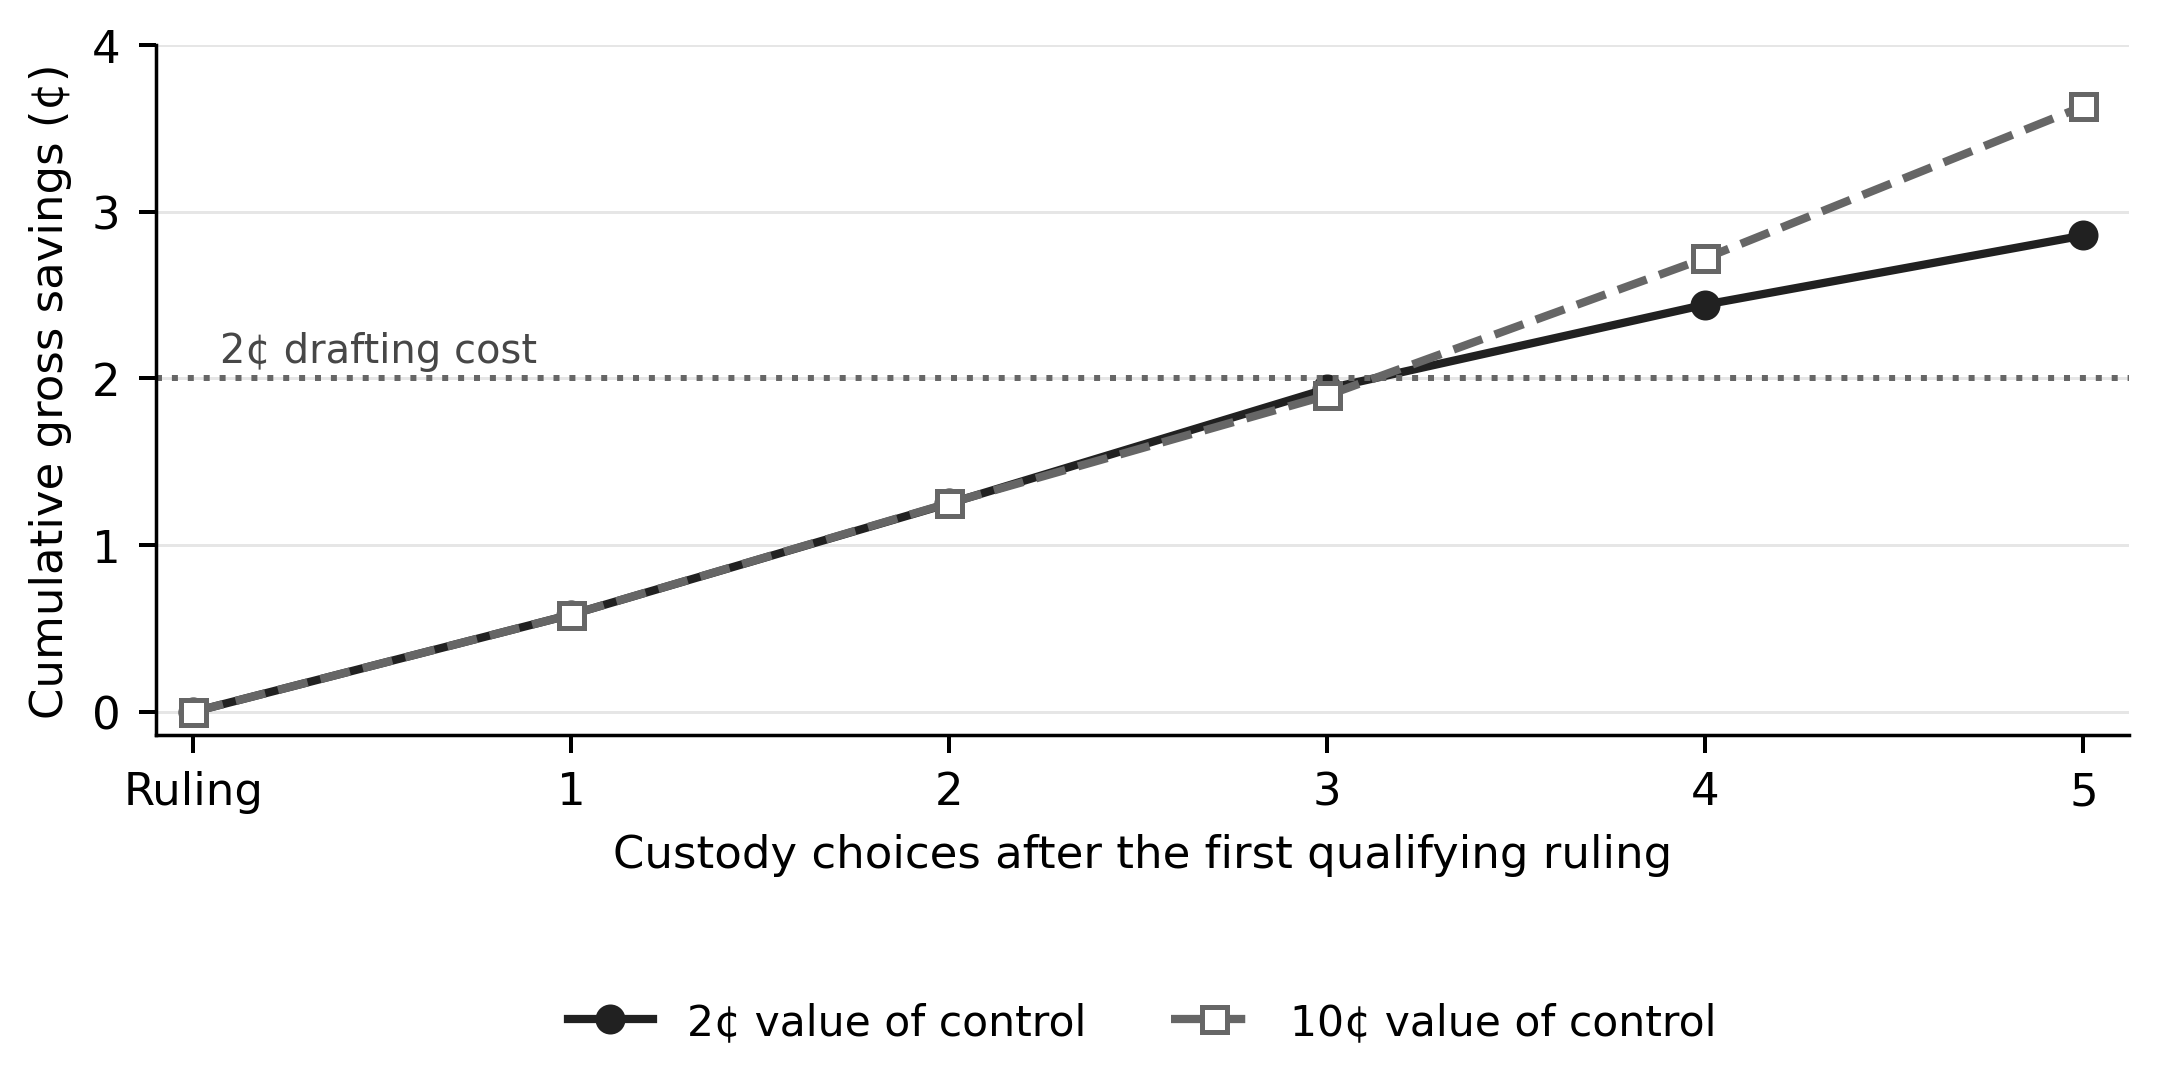 Cumulative gross savings (¢)
4
3
2
1
0
2¢ drafting cost
Ruling 1 2 3 4 5
Custody choices after the first qualifying ruling
2¢ value of control 10¢ value of control